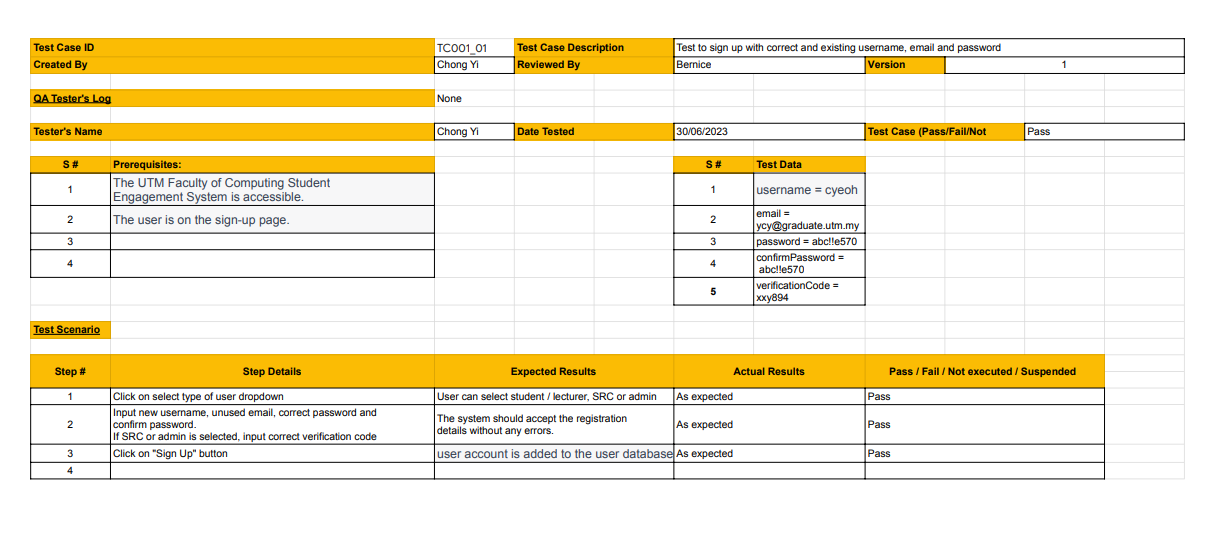 Test Case ID TC001_01 Test Case Description Test to sign up with correct and existing username, email and password
Created By Chong Yi Reviewed By Bernice Version 1
QA Tester's Log None
Tester's Name Chong Yi Date Tested 30/06/2023 Test Case (Pass/Fail/Not Pass
S # Prerequisites: S # Test Data
1 The UTM Faculty of Computing Student
Engagement System is accessible.
1 username = cyeoh
2 The user is on the sign-up page.
2 email =
ycy@graduate.utm.my
3 3 password = abc!!e570
4 4 confirmPassword =
abc!!e570
5 verificationCode =
xxy894
Test Scenario
Step # Step Details Expected Results Actual Results Pass / Fail / Not executed / Suspended
1 Click on select type of user dropdown User can select student / lecturer, SRC or admin As expected Pass
2 Input new username, unused email, correct password and
confirm password.
If SRC or admin is selected, input correct verification code
The system should accept the registration
details without any errors.
As expected Pass
3 Click on "Sign Up" button user account is added to the user database As expected Pass
4